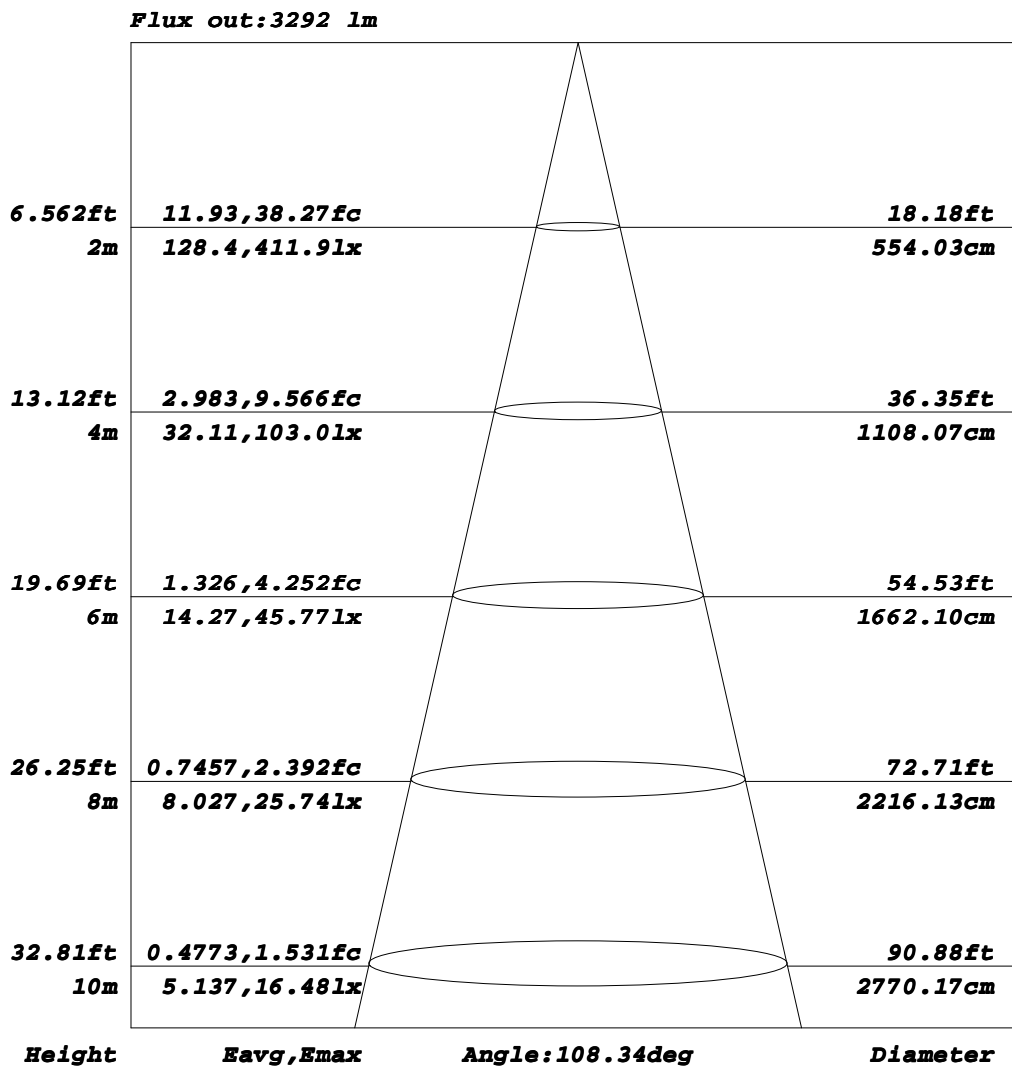 Flux out:3292 lm
6.562ft 11.93,38.27fc 18.18ft
2m 128.4,411.9lx 554.03cm
13.12ft 2.983,9.566fc 36.35ft
4m 32.11,103.0lx 1108.07cm
19.69ft 1.326,4.252fc 54.53ft
6m 14.27,45.77lx 1662.10cm
26.25ft 0.7457,2.392fc 72.71ft
8m 8.027,25.74lx 2216.13cm
32.81ft 0.4773,1.531fc 90.88ft
10m 5.137,16.48lx 2770.17cm
Height Eavg,Emax Angle:108.34deg Diameter